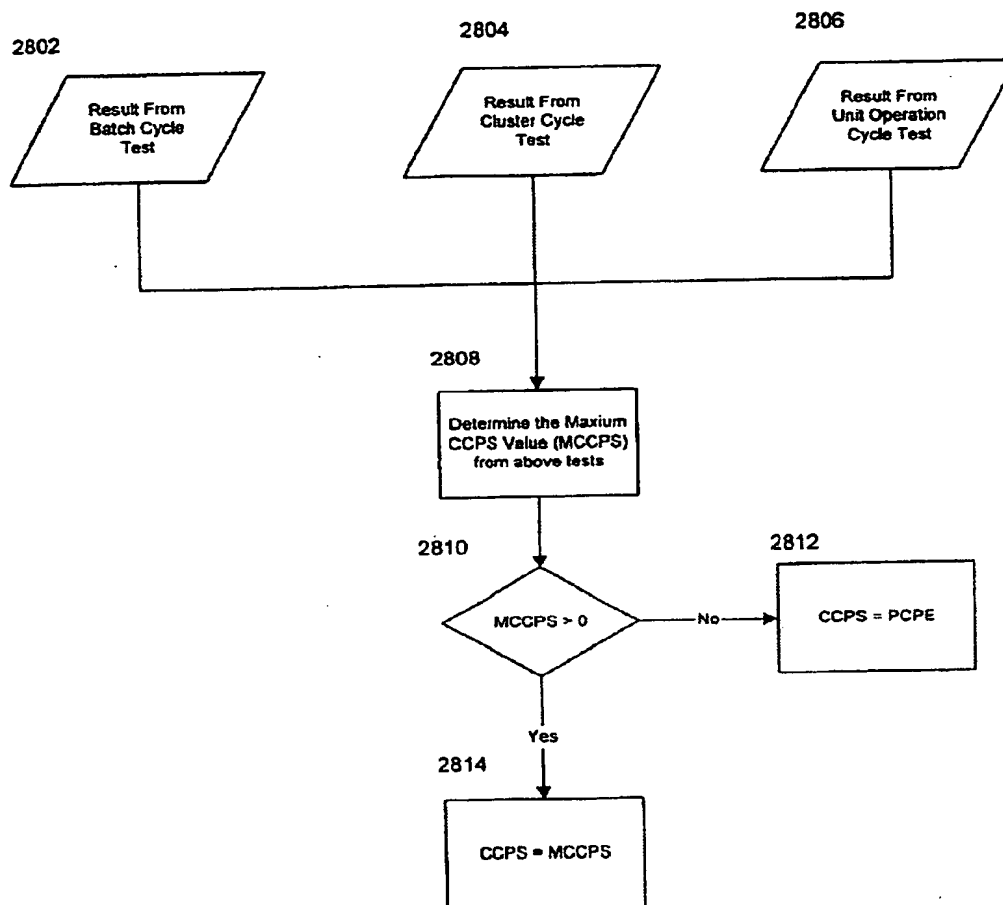 2802
2804
2806
Result From
Batch Cycle
Test
Result From
Cluster Cycle
Test
Result From
Unit Operation
Cycle Test
2808
Determine the Maxium
CCPS Value (MCCPS)
from above tests
2810
MCCPS > 0
No
2812
CCPS = PCPE
Yes
2814
CCPS = MCCPS